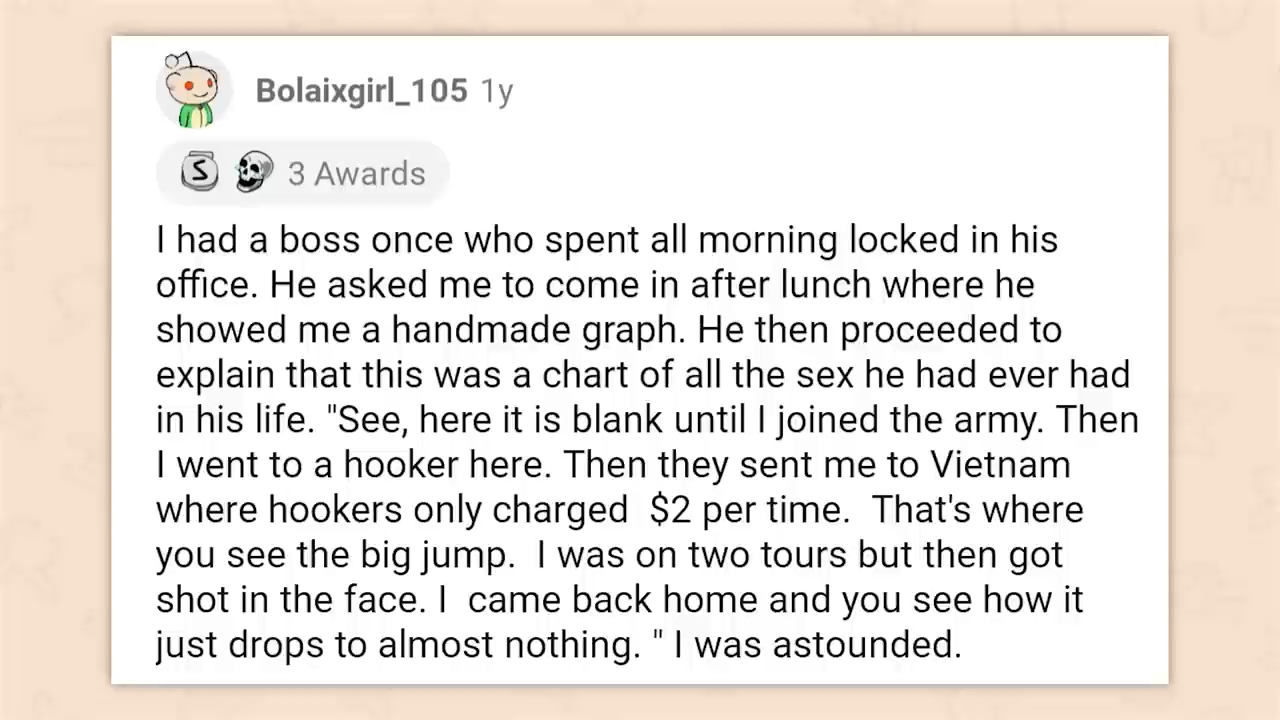 Bolaixgirl_105 1y
S 3 Awards
I had a boss once who spent all morning locked in his
office. He asked me to come in after lunch where he
showed me a handmade graph. He then proceeded to
explain that this was a chart of all the sex he had ever had
in his life. "See, here it is blank until I joined the army. Then
I went to a hooker here. Then they sent me to Vietnam
where hookers only charged  $2 per time.  That's where
you see the big jump.  I was on two tours but then got
shot in the face. I  came back home and you see how it
just drops to almost nothing. " I was astounded.